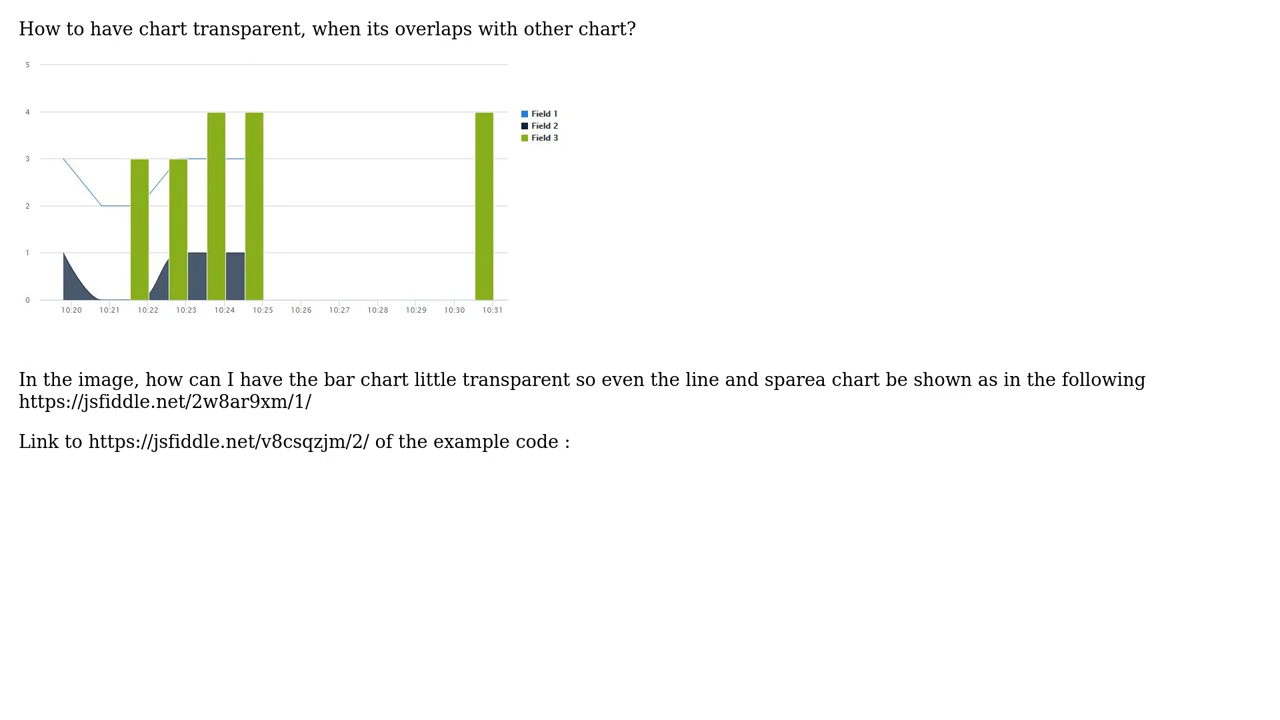 How to have chart transparent, when its overlaps with other chart?
5
4
3
2
1
0
10:20 10:21 10:22 10:23 10:24 10:25 10:26 10:27 10:28 10:29 10:30 10:31
Field 1
Field 2
Field 3
In the image, how can I have the bar chart little transparent so even the line and sparea chart be shown as in the following
https://jsfiddle.net/2w8ar9xm/1/
Link to https://jsfiddle.net/v8csqzjm/2/ of the example code :